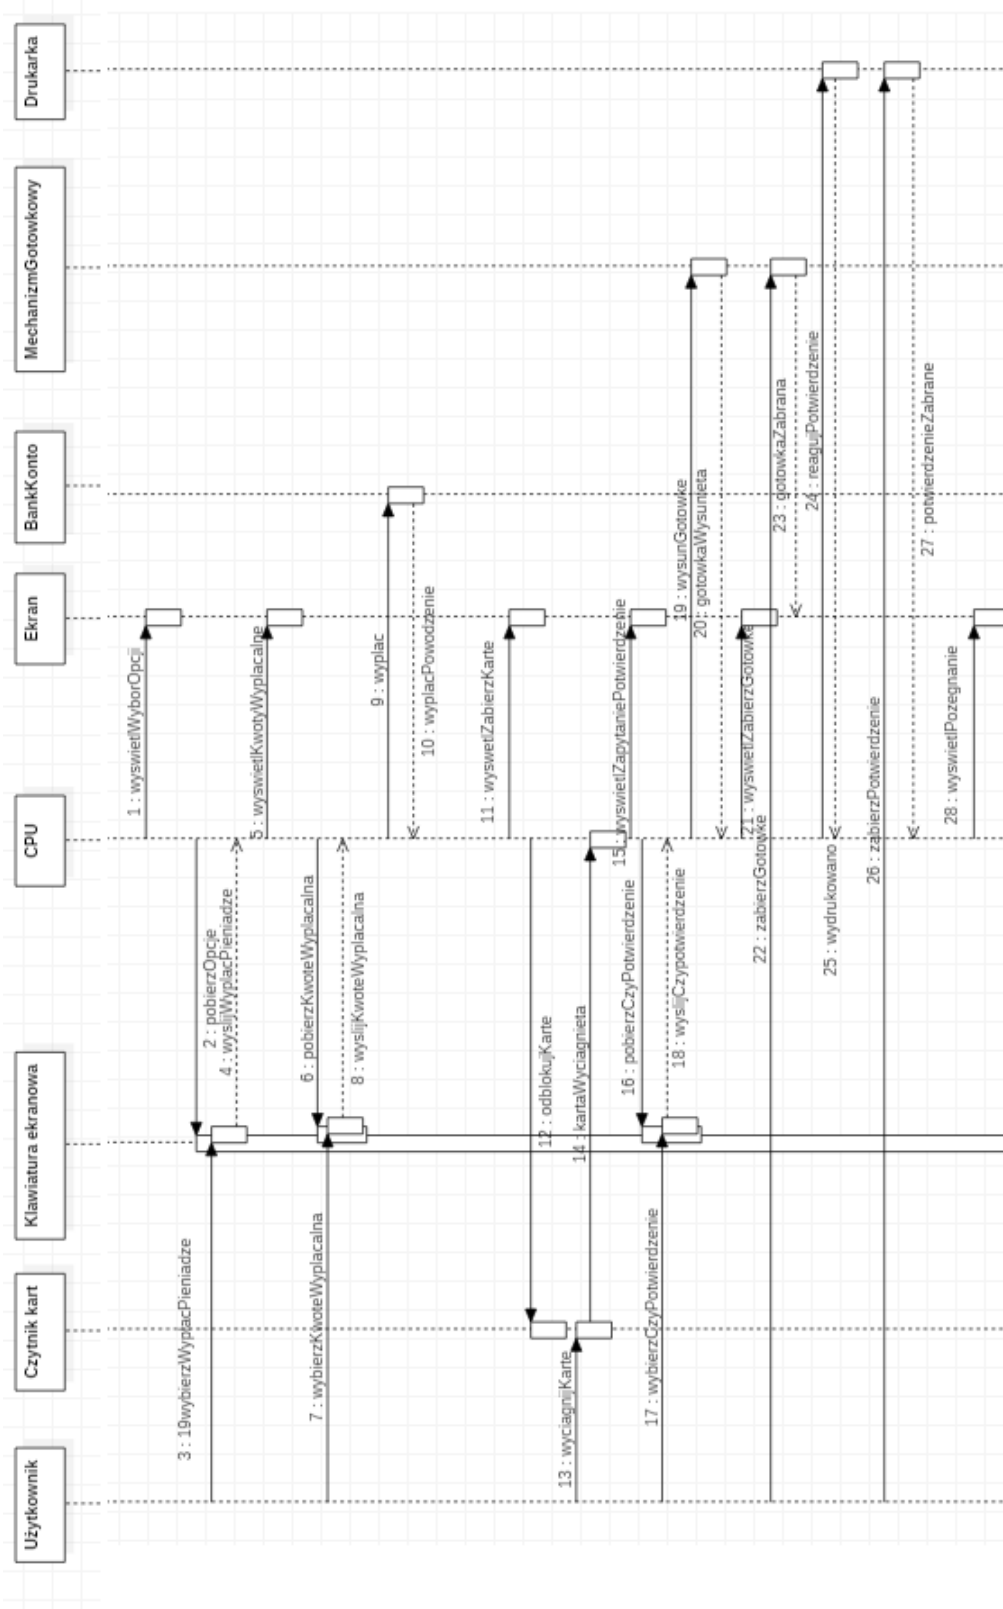 Użytkownik
Czytnik kart
Klawiatura ekranowa
CPU
Ekran
BankKonto
MechanizmGotowkowy
Drukarka
1 : wyswietlWyborOpcji
2 : pobierzOpcje
3 : 19wybierzWyplacPieniadze
4 : wyslijWyplacPieniadze
5 : wyswietlKwotyWyplacalne
6 : pobierzKwoteWyplacalna
7 : wybierzKwoteWyplacalna
8 : wyslijKwoteWyplacalna
9 : wyplac
10 : wyplacPowodzenie
11 : wyswetlZabierzKarte
12 : odblokujKarte
13 : wyciagnijKarte
14 : kartaWyciagnieta
15 : wyswietlZapytaniePotwierdzenie
16 : pobierzCzyPotwierdzenie
17 : wybierzCzyPotwierdzenie
18 : wyslijCzypotwierdzenie
19 : wysunGotowke
20 : gotowkaWysunieta
21 : wyswietlZabierzGotowke
22 : zabierzGotowke
23 : gotowkaZabrana
24 : reagujPotwierdzenie
25 : wydrukowano
26 : zabierzPotwierdzenie
27 : potwierdzenieZabrane
28 : wyswietlPozegnanie